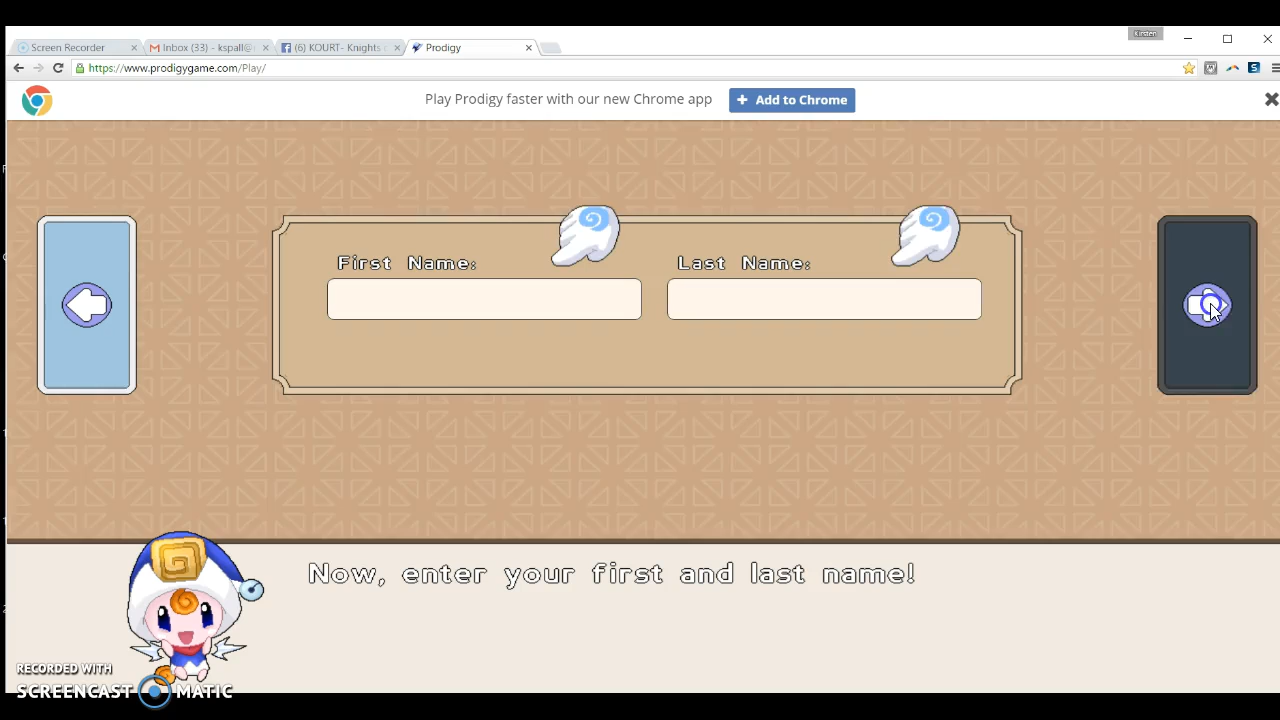 Kirsten
Screen Recorder
Inbox (33) - kspall@
(6) KOURT- Knights
Prodigy
https://www.prodigygame.com/Play/
S
Play Prodigy faster with our new Chrome app
+ Add to Chrome
First Name:
Last Name:
Now, enter your first and last name!
RECORDED WITH
SCREENCAST MATIC